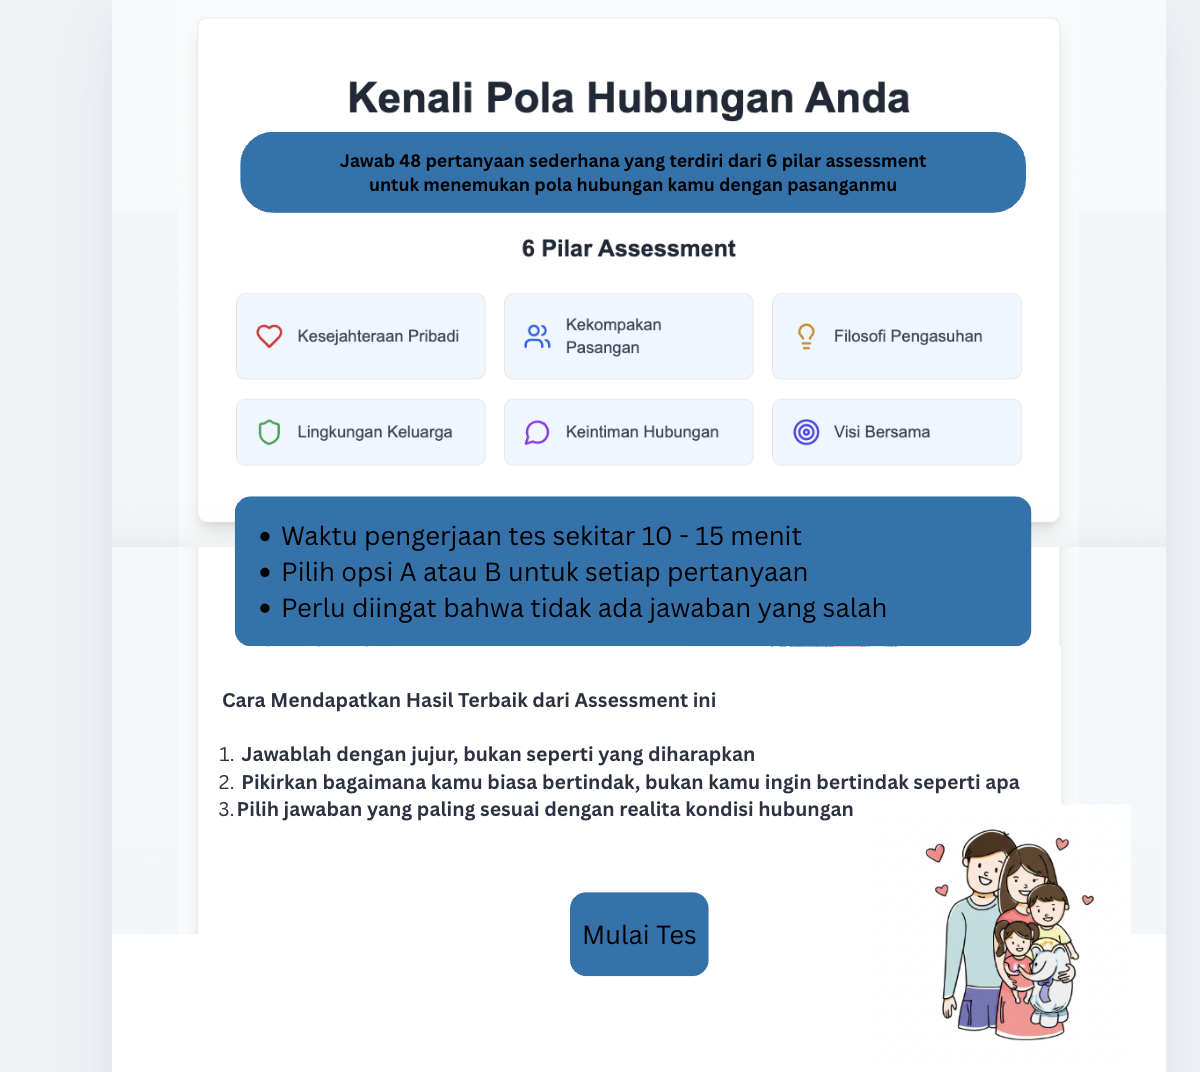 Kenali Pola Hubungan Anda
Jawab 48 pertanyaan sederhana yang terdiri dari 6 pilar assessment
untuk menemukan pola hubungan kamu dengan pasanganmu
6 Pilar Assessment
Kesejahteraan Pribadi
Kekompakan
Pasangan
Filosofi Pengasuhan
Lingkungan Keluarga
Keintiman Hubungan
Visi Bersama
• Waktu pengerjaan tes sekitar 10 - 15 menit
• Pilih opsi A atau B untuk setiap pertanyaan
• Perlu diingat bahwa tidak ada jawaban yang salah
Cara Mendapatkan Hasil Terbaik dari Assessment ini
1. Jawablah dengan jujur, bukan seperti yang diharapkan
2. Pikirkan bagaimana kamu biasa bertindak, bukan kamu ingin bertindak seperti apa
3. Pilih jawaban yang paling sesuai dengan realita kondisi hubungan
Mulai Tes